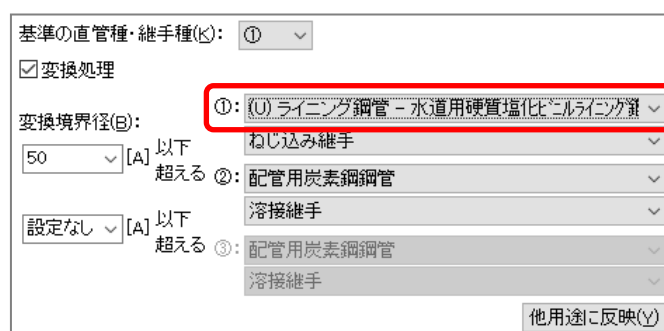 基準の直管種・継手種(K): ①
☑変換処理
変換境界径(B):
①: (U) ライニング鋼管 - 水道用硬質塩化ﾋﾞﾆﾙﾗｲﾆﾝｸﾞ鋼
ねじ込み継手
50 [A] 以下
超える ②: 配管用炭素鋼鋼管
溶接継手
設定なし [A] 以下
超える ③: 配管用炭素鋼鋼管
溶接継手
他用途に反映(Y)